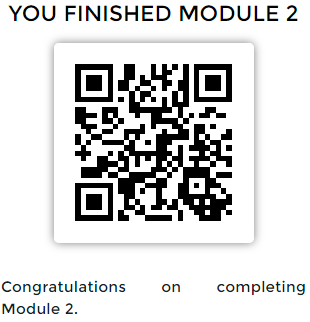 YOU FINISHED MODULE 2
Congratulations on completing
Module 2.